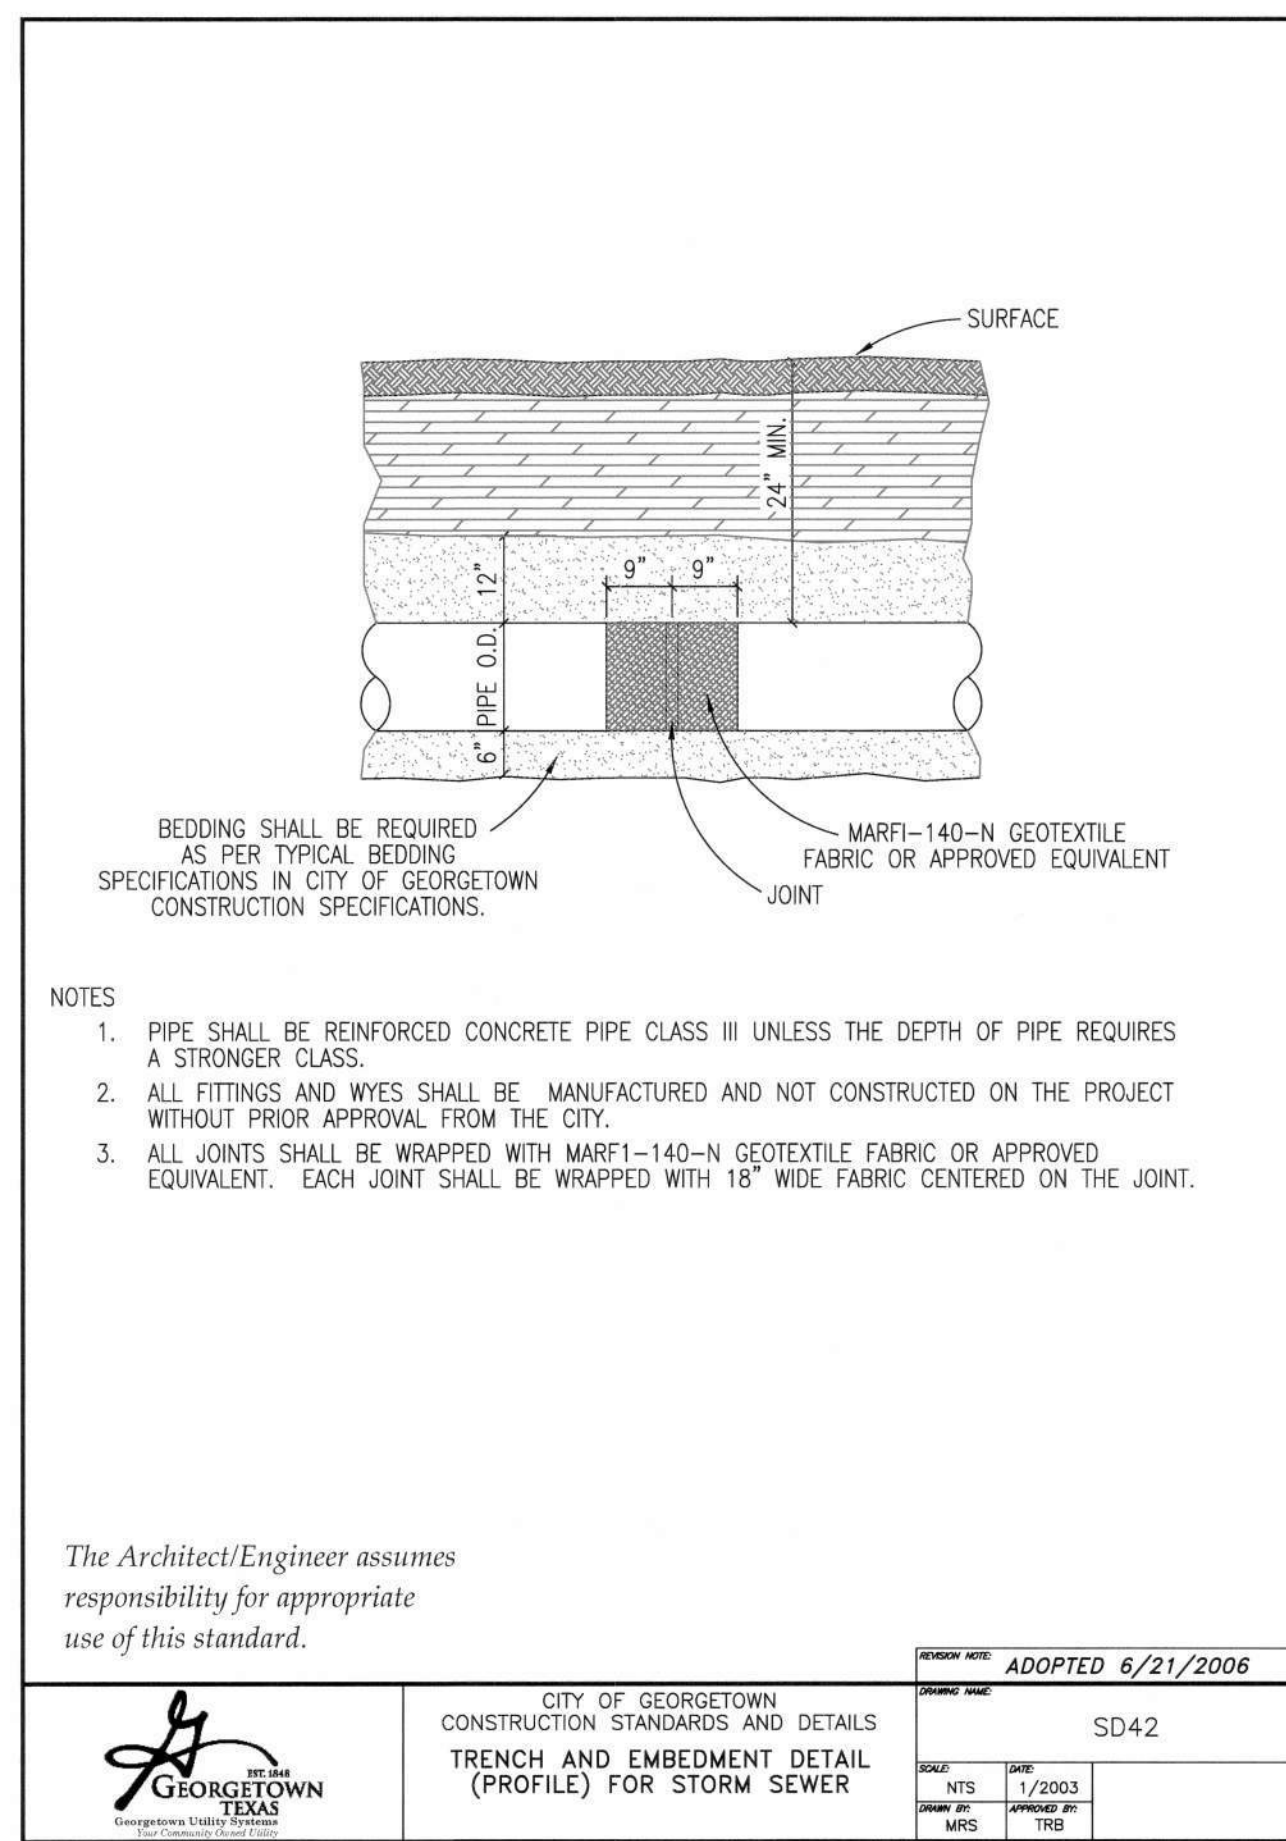 SURFACE
24" MIN.
12"
9" 9"
PIPE O.D.
6"
BEDDING SHALL BE REQUIRED
AS PER TYPICAL BEDDING
SPECIFICATIONS IN CITY OF GEORGETOWN
CONSTRUCTION SPECIFICATIONS.
MARFI-140-N GEOTEXTILE
FABRIC OR APPROVED EQUIVALENT
JOINT
NOTES
1. PIPE SHALL BE REINFORCED CONCRETE PIPE CLASS III UNLESS THE DEPTH OF PIPE REQUIRES
A STRONGER CLASS.
2. ALL FITTINGS AND WYES SHALL BE MANUFACTURED AND NOT CONSTRUCTED ON THE PROJECT
WITHOUT PRIOR APPROVAL FROM THE CITY.
3. ALL JOINTS SHALL BE WRAPPED WITH MARF1-140-N GEOTEXTILE FABRIC OR APPROVED
EQUIVALENT. EACH JOINT SHALL BE WRAPPED WITH 18" WIDE FABRIC CENTERED ON THE JOINT.
The Architect/Engineer assumes
responsibility for appropriate
use of this standard.
REVISION NOTE: ADOPTED 6/21/2006
EST. 1848
GEORGETOWN
TEXAS
Georgetown Utility Systems
Your Community Owned Utility
CITY OF GEORGETOWN
CONSTRUCTION STANDARDS AND DETAILS
TRENCH AND EMBEDMENT DETAIL
(PROFILE) FOR STORM SEWER
DRAWING NAME:
SD42
SCALE: DATE:
NTS 1/2003
DRAWN BY: APPROVED BY:
MRS TRB